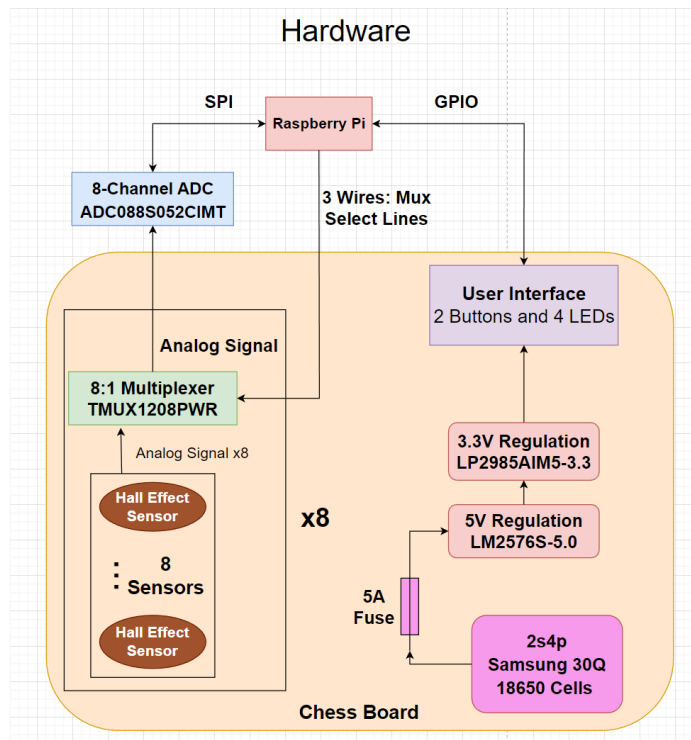 Hardware
SPI
Raspberry Pi
GPIO
8-Channel ADC
ADC088S052CIMT
3 Wires: Mux
Select Lines
User Interface
2 Buttons and 4 LEDs
Analog Signal
8:1 Multiplexer
TMUX1208PWR
Analog Signal x8
Hall Effect
Sensor
8
Sensors
Hall Effect
Sensor
x8
3.3V Regulation
LP2985AIM5-3.3
5V Regulation
LM2576S-5.0
5A
Fuse
2s4p
Samsung 30Q
18650 Cells
Chess Board